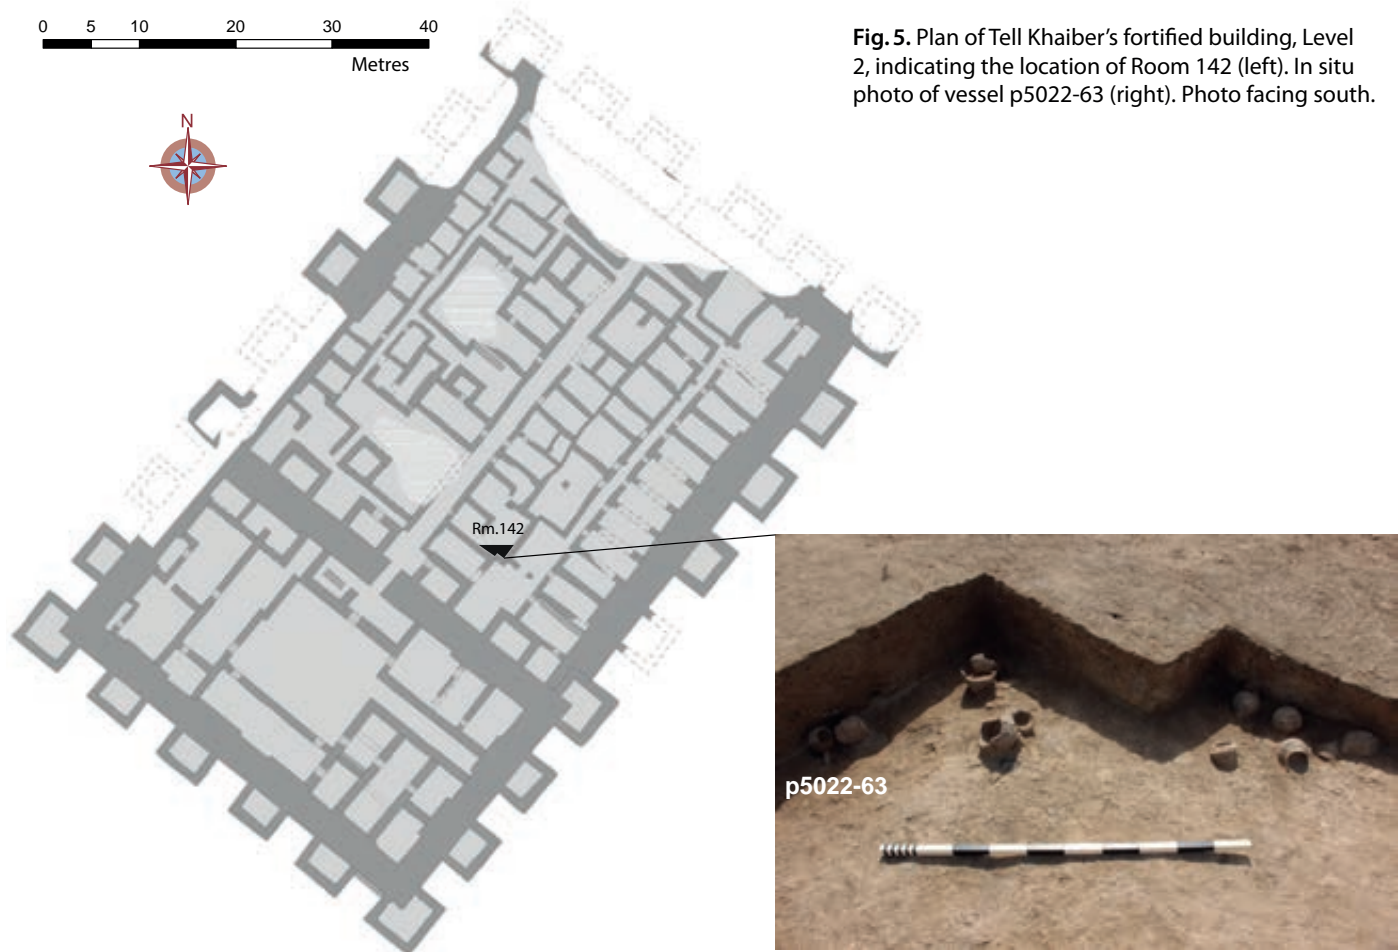 0 5 10 20 30 40
Metres
Fig. 5. Plan of Tell Khaiber’s fortified building, Level
2, indicating the location of Room 142 (left). In situ
photo of vessel p5022-63 (right). Photo facing south.
N
Rm.142
p5022-63